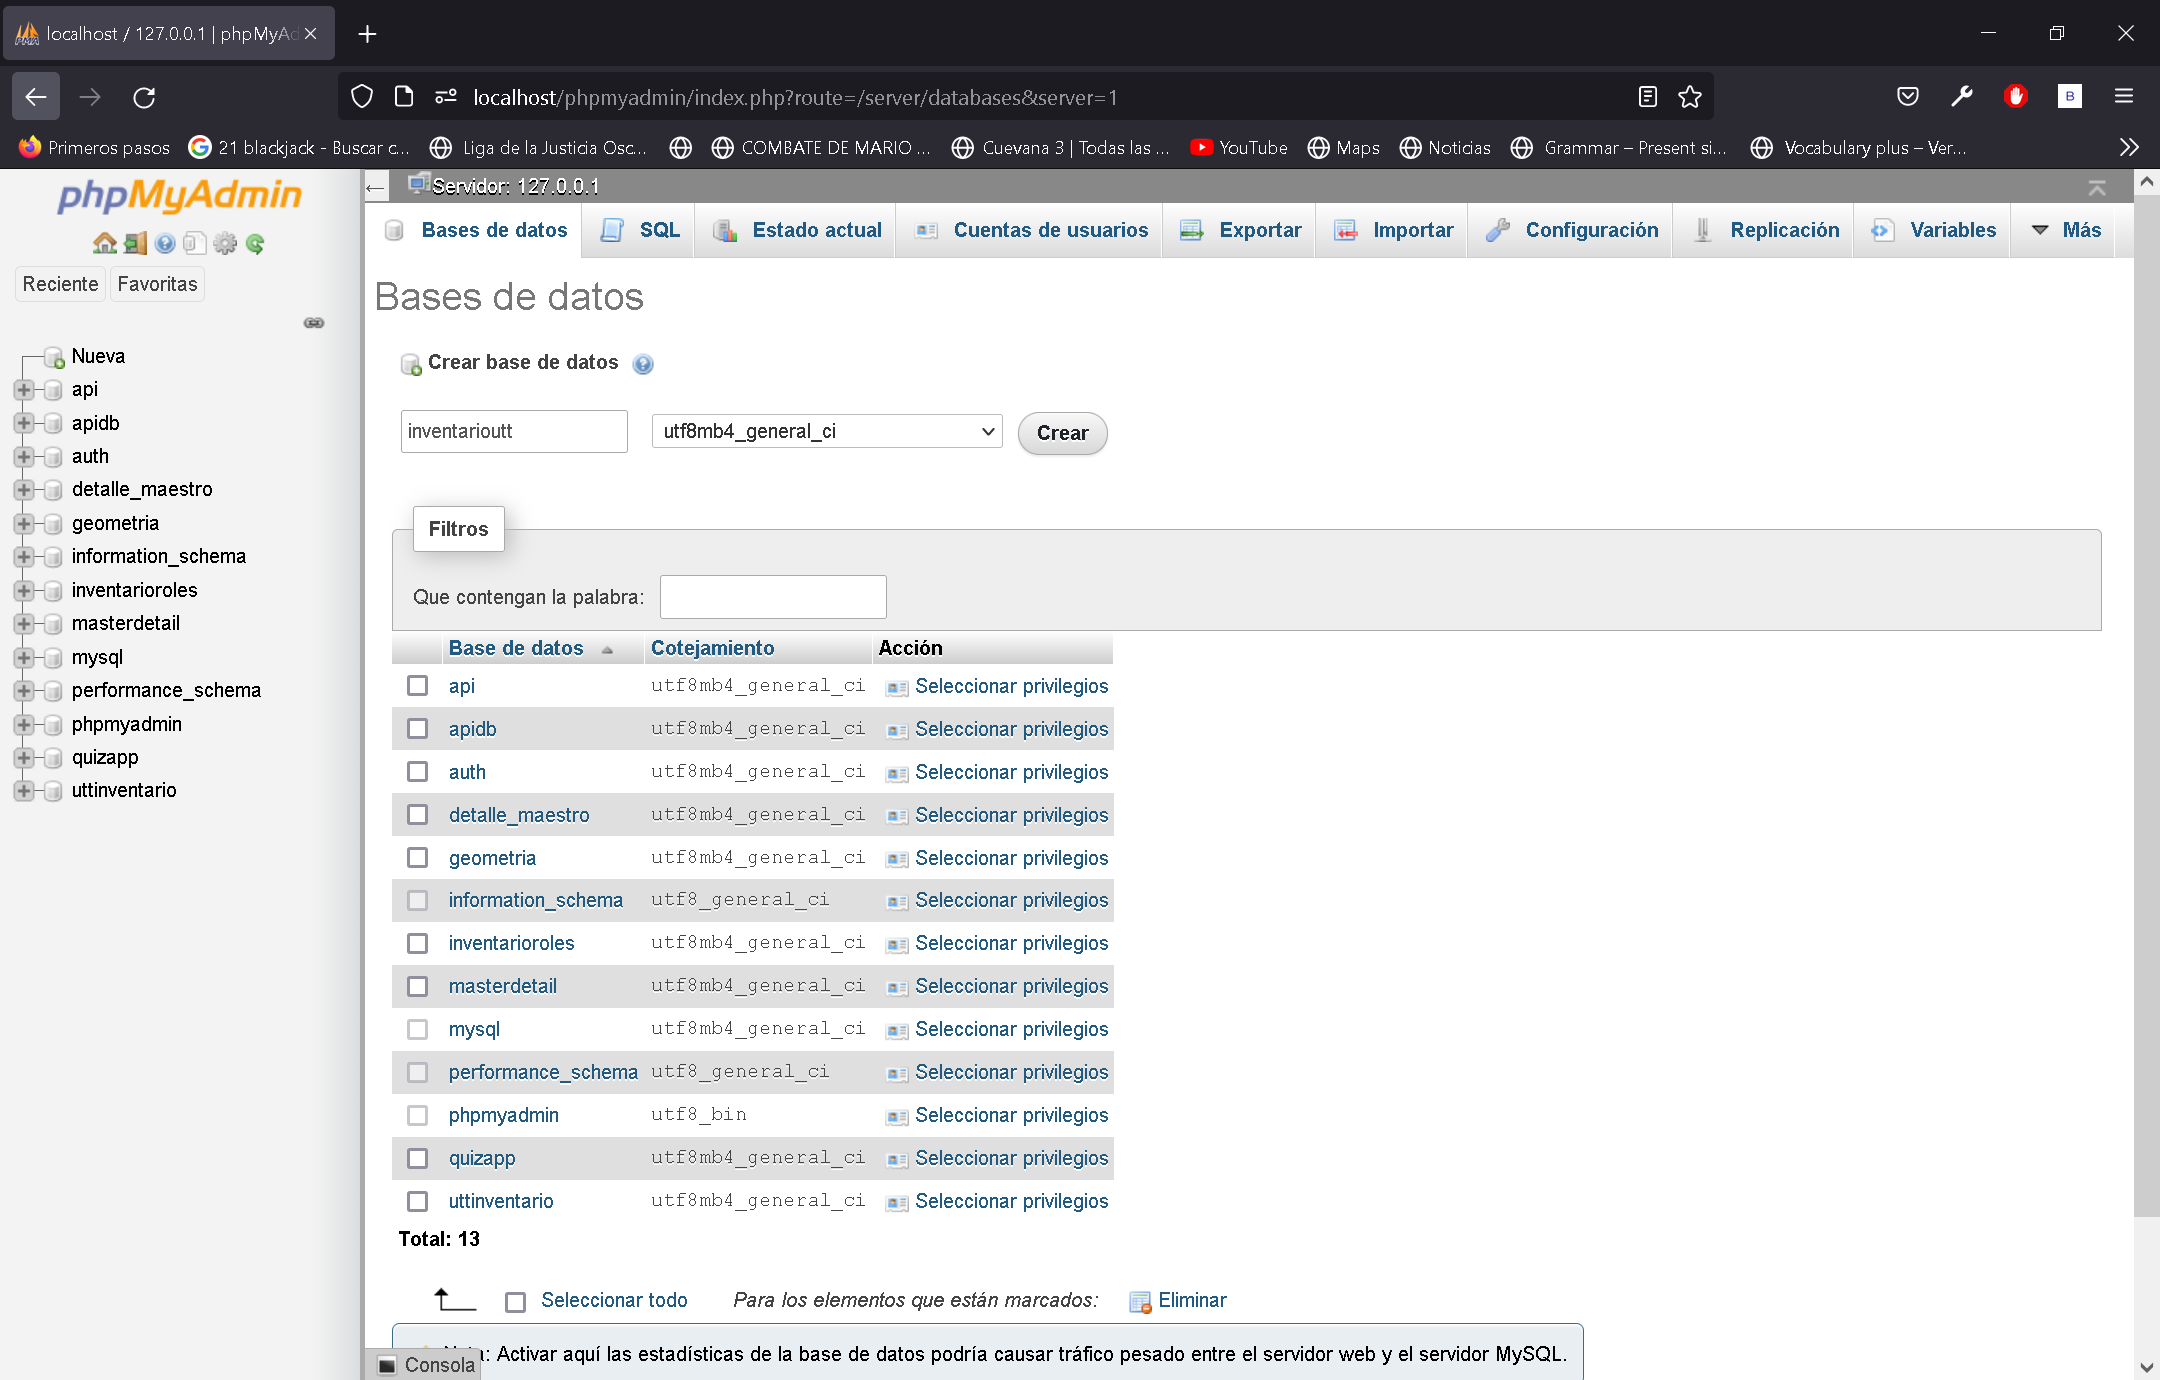 localhost / 127.0.0.1 | phpMyAd
localhost/phpmyadmin/index.php?route=/server/databases&server=1
Primeros pasos
21 blackjack - Buscar c...
Liga de la Justicia Osc...
COMBATE DE MARIO ...
Cuevana 3 | Todas las ...
YouTube
Maps
Noticias
Grammar – Present si...
Vocabulary plus – Ver...
phpMyAdmin
Reciente
Favoritas
Nueva
api
apidb
auth
detalle_maestro
geometria
information_schema
inventarioroles
masterdetail
mysql
performance_schema
phpmyadmin
quizapp
uttinventario
Servidor: 127.0.0.1
Bases de datos
SQL
Estado actual
Cuentas de usuarios
Exportar
Importar
Configuración
Replicación
Variables
Más
Bases de datos
Crear base de datos
inventarioutt
utf8mb4_general_ci
Crear
Filtros
Que contengan la palabra:
Base de datos Cotejamiento Acción
api utf8mb4_general_ci Seleccionar privilegios
apidb utf8mb4_general_ci Seleccionar privilegios
auth utf8mb4_general_ci Seleccionar privilegios
detalle_maestro utf8mb4_general_ci Seleccionar privilegios
geometria utf8mb4_general_ci Seleccionar privilegios
information_schema utf8_general_ci Seleccionar privilegios
inventarioroles utf8mb4_general_ci Seleccionar privilegios
masterdetail utf8mb4_general_ci Seleccionar privilegios
mysql utf8mb4_general_ci Seleccionar privilegios
performance_schema utf8_general_ci Seleccionar privilegios
phpmyadmin utf8_bin Seleccionar privilegios
quizapp utf8mb4_general_ci Seleccionar privilegios
uttinventario utf8mb4_general_ci Seleccionar privilegios
Total: 13
Seleccionar todo
Para los elementos que están marcados:
Eliminar
Activar aquí las estadísticas de la base de datos podría causar tráfico pesado entre el servidor web y el servidor MySQL.
Consola